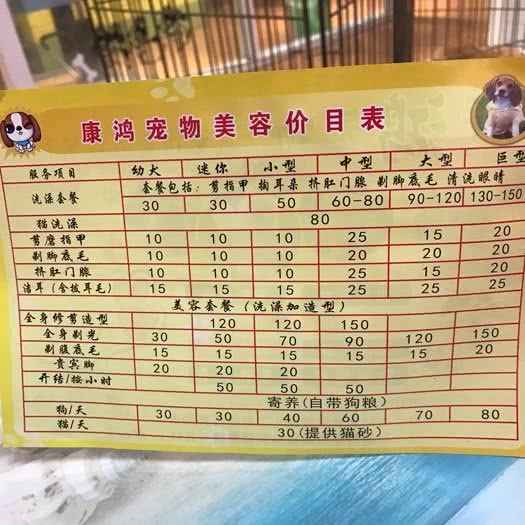 康鸿宠物美容价目表
服务项目 幼犬 迷你 小型 中型 大型 巨型
套餐包括：剪指甲 掏耳朵 挤肛门腺 剃脚底毛 清洗眼睛
洗澡套餐 30 30 50 60-80 90-120 130-150
猫洗澡 80
剪磨指甲 10 10 10 25 15 20
剃脚底毛 10 10 10 20 20 20
挤肛门腺 10 10 10 25 15 20
洁耳（含拔耳毛） 15 15 15 25 25 25
美容套餐（洗澡加造型）
全身修剪造型 120 120 150
全身剃光 30 50 70 90 120 150
剃腹底毛 15 15 15 15 15 20
贵宾脚 20 20 20 20
开结/按小时 50 50 50
寄养（自带狗粮）
狗/天 30 30 40 60 70 80
猫/天 30（提供猫砂）